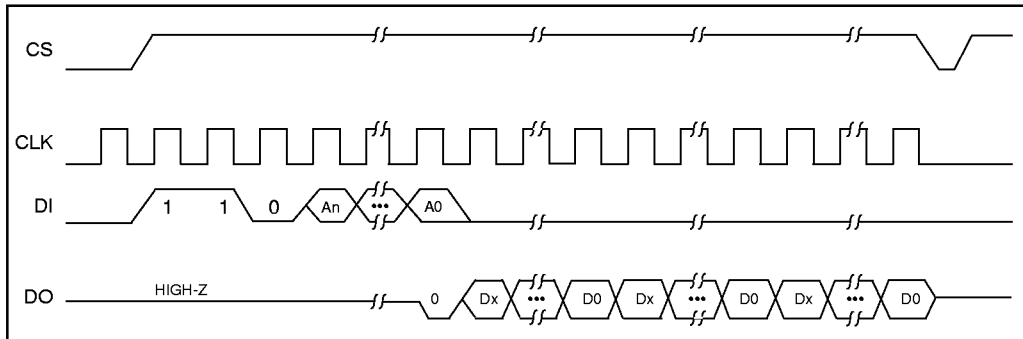 CS
CLK
DI 1 1 0 An ••• A0
HIGH-Z
DO 0 Dx ••• D0 Dx ••• D0 Dx ••• D0